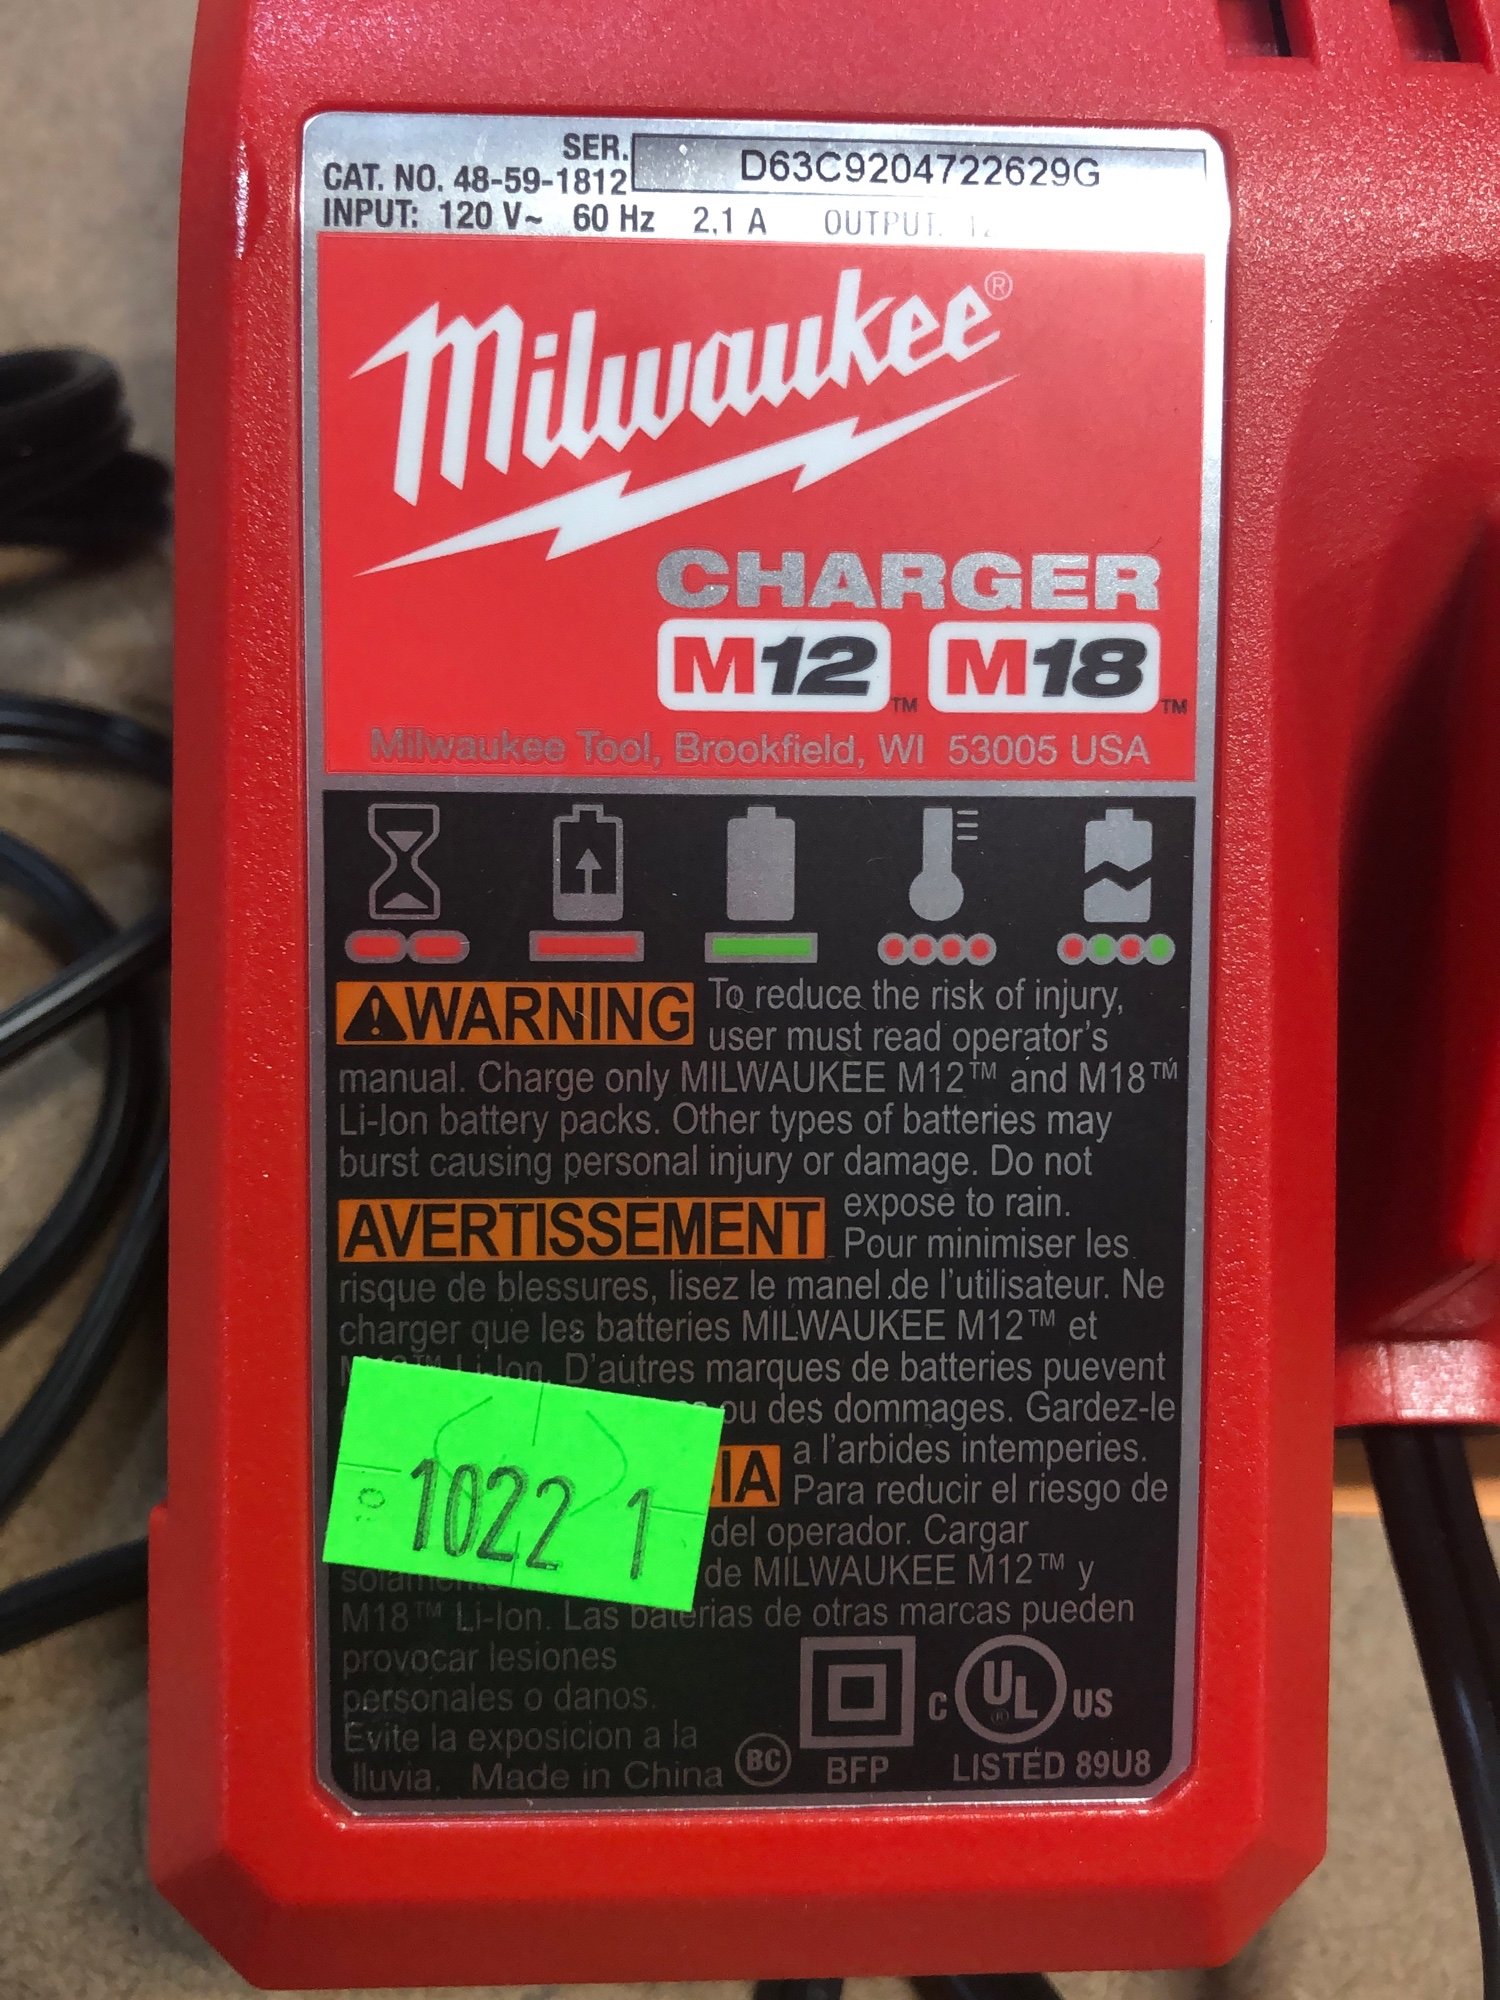 SER. D63C9204722629G
CAT. NO. 48-59-1812
INPUT: 120 V~ 60 Hz 2,1 A OUTPUT: 12
Milwaukee®
CHARGER
M12™ M18™
Milwaukee Tool, Brookfield, WI 53005 USA
WARNING To reduce the risk of injury,
user must read operator's
manual. Charge only MILWAUKEE M12™ and M18™
Li-Ion battery packs. Other types of batteries may
burst causing personal injury or damage. Do not
expose to rain.
AVERTISSEMENT Pour minimiser les
risque de blessures, lisez le manel de l'utilisateur. Ne
charger que les batteries MILWAUKEE M12™ et
Li-Ion. D'autres marques de batteries puevent
ou des dommages. Gardez-le
a l'arbides intemperies.
IA Para reducir el riesgo de
del operador. Cargar
de MILWAUKEE M12™ y
M18™ Li-Ion. Las baterias de otras marcas pueden
provocar lesiones
personales o danos.
Evite la exposicion a la
lluvia. Made in China
1022 1
BC
BFP
C UL® US
LISTED 89U8